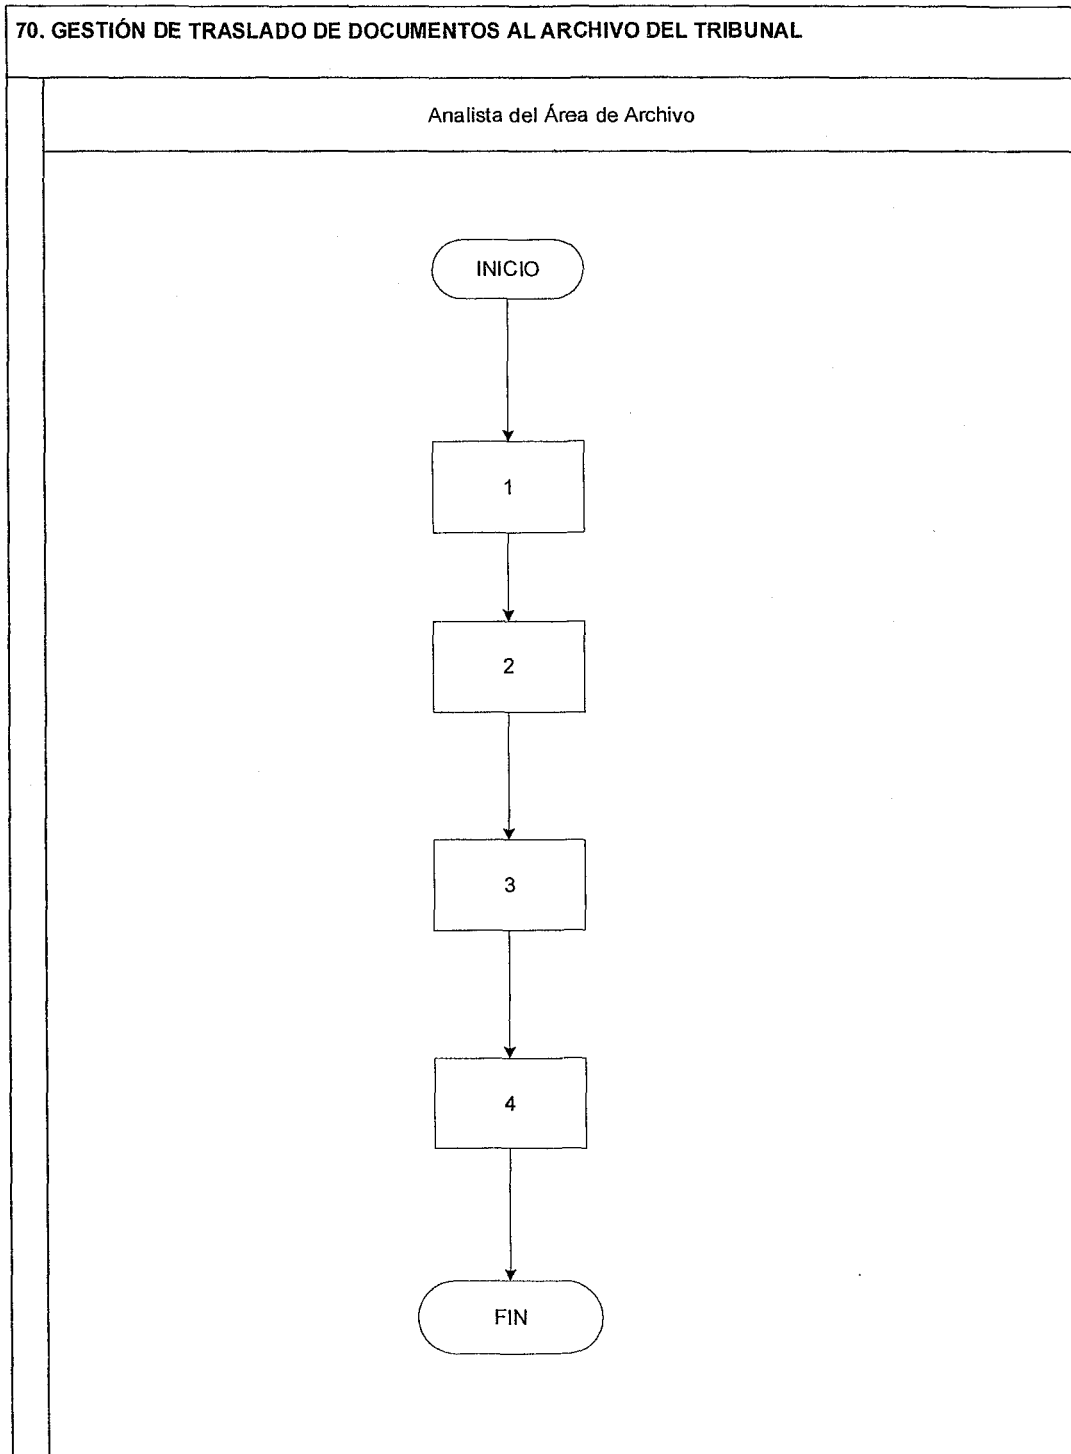 70. GESTIÓN DE TRASLADO DE DOCUMENTOS AL ARCHIVO DEL TRIBUNAL
Analista del Área de Archivo
INICIO
1
2
3
4
FIN